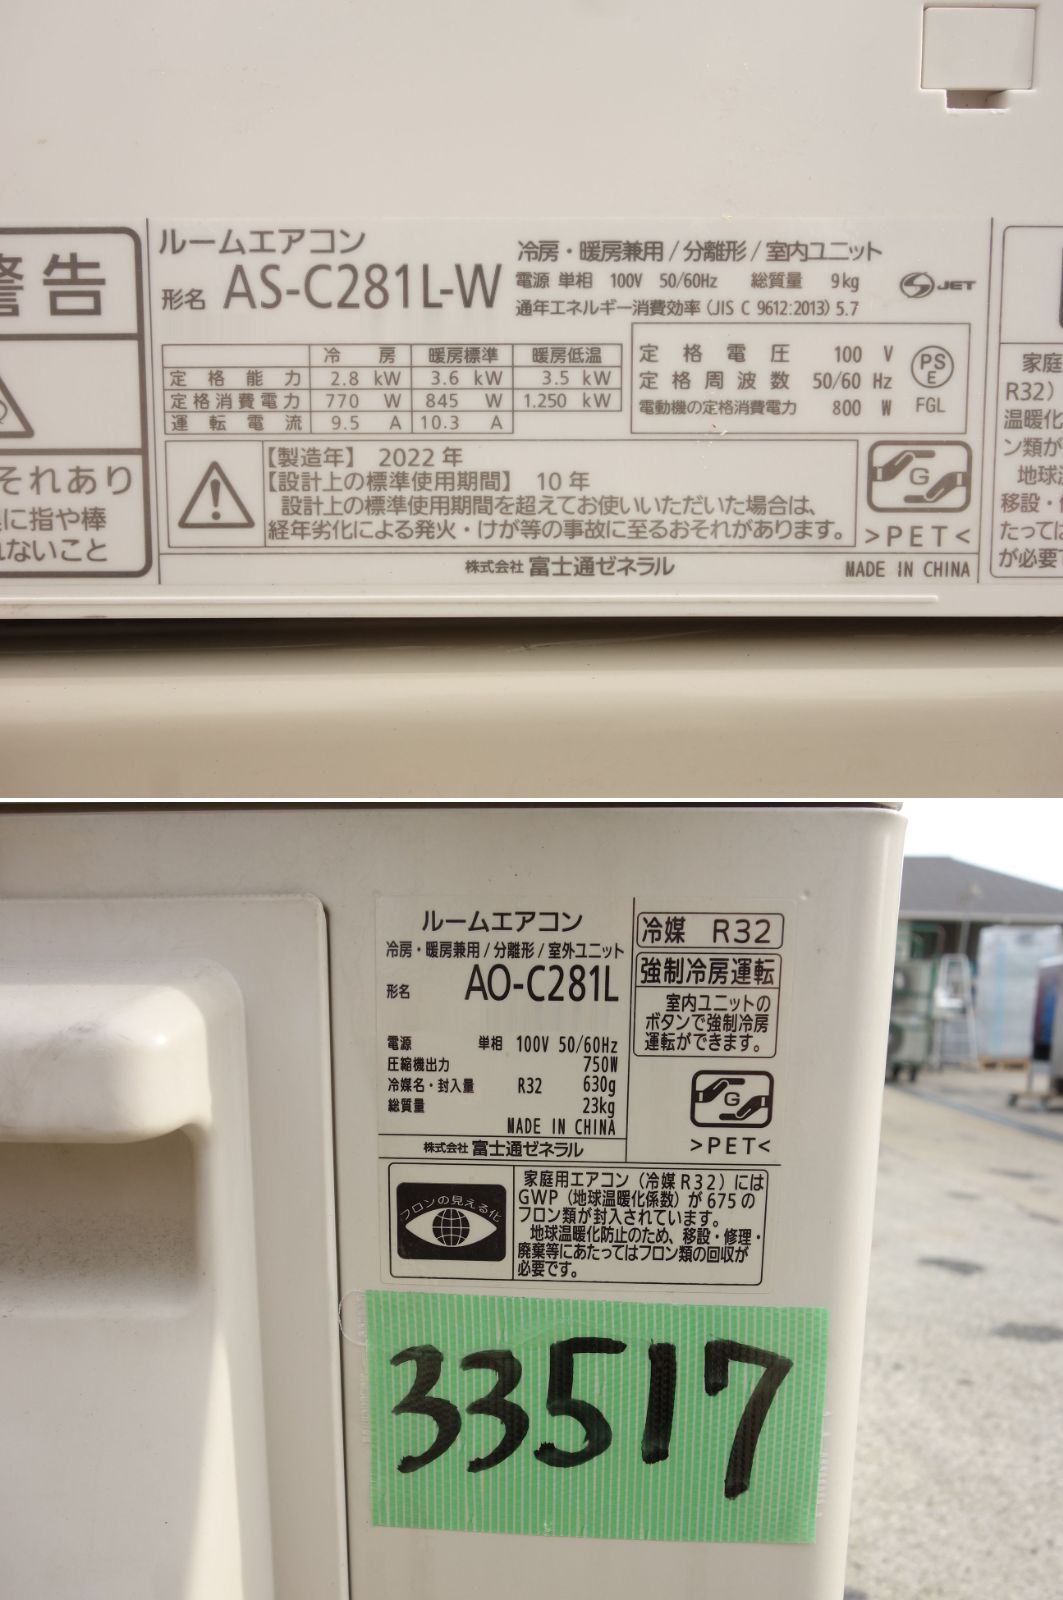 警告
それあり
に指や棒
ないこと
ルームエアコン
形名 AS-C281L-W
冷房・暖房兼用/分離形/室内ユニット
電源 単相 100V 50/60Hz 総質量 9kg
通年エネルギー消費効率 (JIS C 9612:2013) 5.7
JET
冷房 暖房標準 暖房低温
定格能力 2.8 kW 3.6 kW 3.5 kW
定格消費電力 770 W 845 W 1.250 kW
運転電流 9.5 A 10.3 A
定格電圧 100 V
定格周波数 50/60 Hz
電動機の定格消費電力 800 W
PS
E
FGL
【製造年】 2022年
【設計上の標準使用期間】 10年
設計上の標準使用期間を超えてお使いいただいた場合は、
経年劣化による発火・けが等の事故に至るおそれがあります。
G
>PET<
株式会社 富士通ゼネラル
MADE IN CHINA
家庭
R32)
温暖化
ン類が
地球
移設・
たっては
が必要
ルームエアコン
冷房・暖房兼用/分離形/室外ユニット
形名 AO-C281L
電源 単相 100V 50/60Hz
圧縮機出力 750W
冷媒名・封入量 R32 630g
総質量 23kg
MADE IN CHINA
株式会社 富士通ゼネラル
冷媒 R32
強制冷房運転
室内ユニットの
ボタンで強制冷房
運転ができます。
G
>PET<
フロンの見える化
家庭用エアコン(冷媒R32)には
GWP(地球温暖化係数)が675の
フロン類が封入されています。
地球温暖化防止のため、移設・修理・
廃棄等にあたってはフロン類の回収が
必要です。
33517